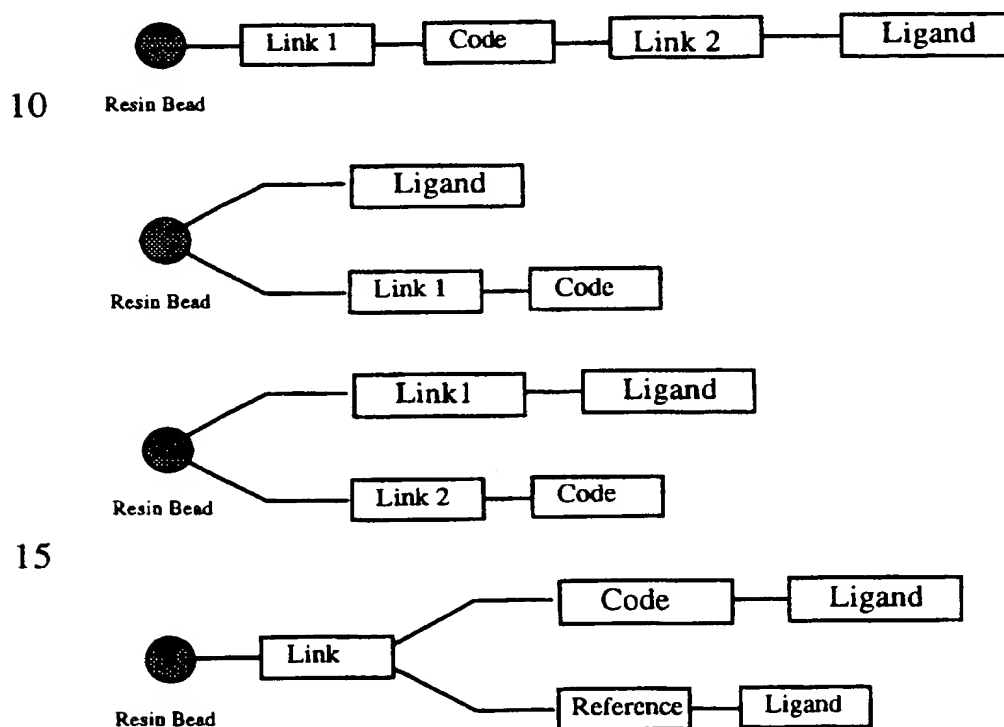 Link 1 Code Link 2 Ligand
10 Resin Bead
Ligand
Resin Bead Link 1 Code
Link1 Ligand
Link 2 Code
Resin Bead
15
Code Ligand
Link
Reference Ligand
Resin Bead